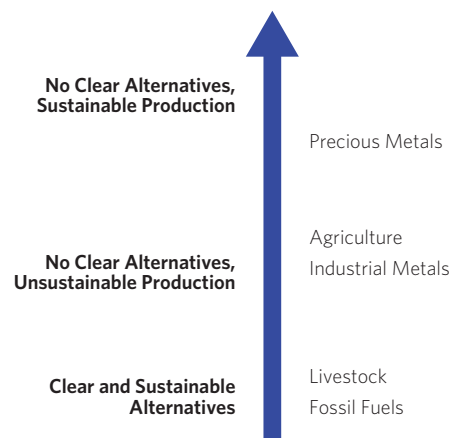 No Clear Alternatives,
Sustainable Production
Precious Metals
Agriculture
No Clear Alternatives,
Unsustainable Production
Industrial Metals
Clear and Sustainable
Alternatives
Livestock
Fossil Fuels